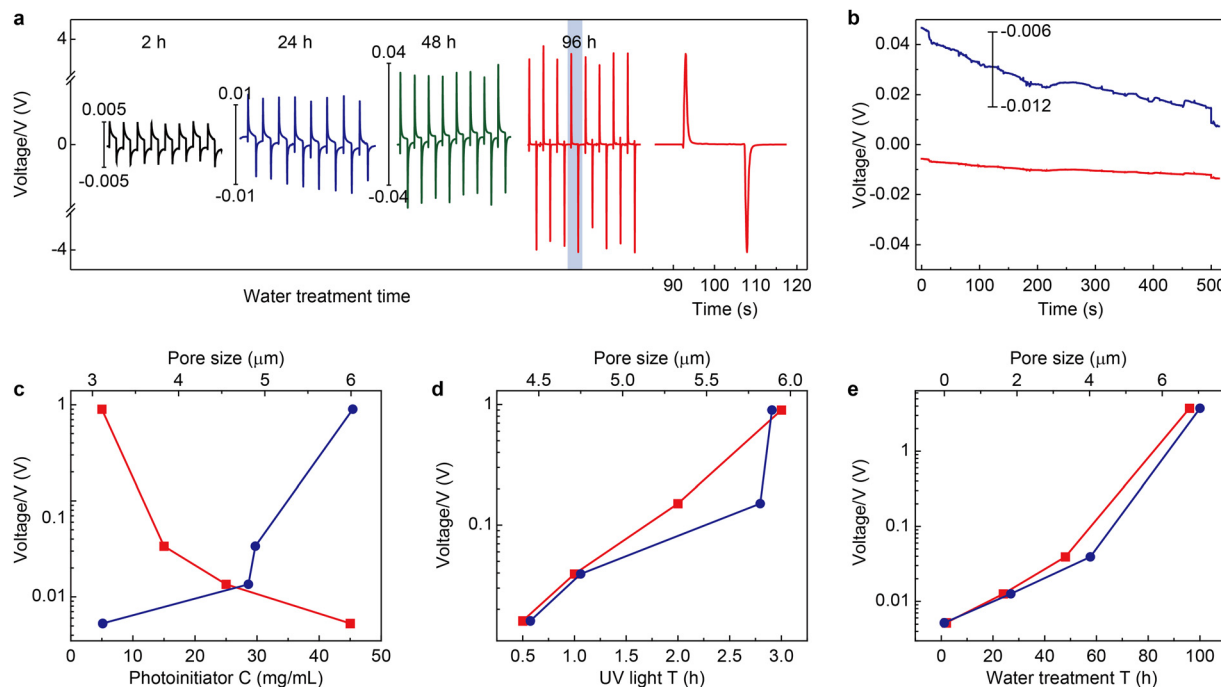 a
4
0
-4
Voltage/V (V)
2 h
24 h
48 h
96 h
0.005
-0.005
0.01
-0.01
0.04
-0.04
Water treatment time
90 100 110 120
Time (s)
b
0.04
0.02
0.00
-0.02
-0.04
Voltage/V (V)
-0.006
-0.012
0 100 200 300 400 500
Time (s)
c
Pore size (μm)
3 4 5 6
1
0.1
0.01
Voltage/V (V)
0 10 20 30 40 50
Photoinitiator C (mg/mL)
d
Pore size (μm)
4.5 5.0 5.5 6.0
0.1
Voltage/V (V)
0.5 1.0 1.5 2.0 2.5 3.0
UV light T (h)
e
Pore size (μm)
0 2 4 6
1
0.1
0.01
Voltage/V (V)
0 20 40 60 80 100
Water treatment T (h)